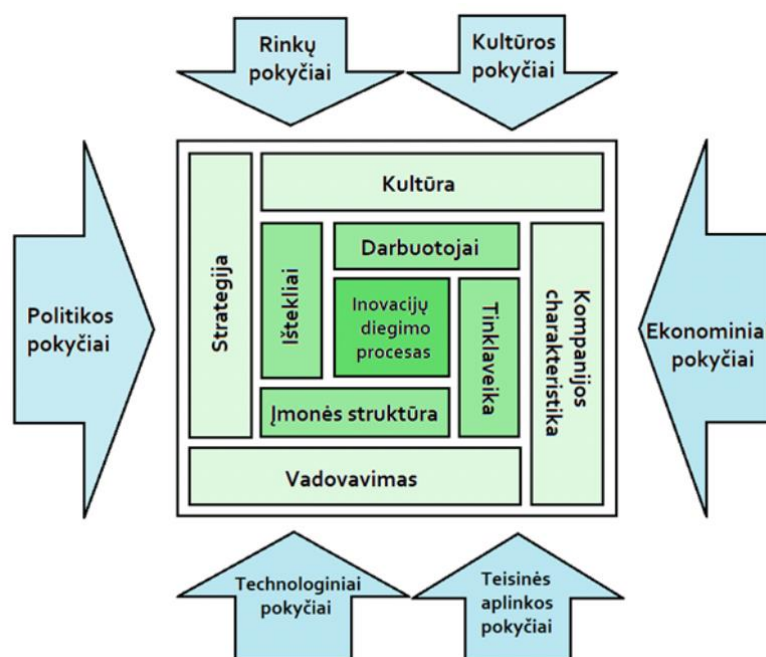 Rinkų
pokyčiai
Kultūros
pokyčiai
Kultūra
Strategija
Ištekliai
Darbuotojai
Inovacijų
diegimo
procesas
Tinklaveika
Kompanijos
charakteristika
Politikos
pokyčiai
Ekonominia
pokyčiai
Įmonės struktūra
Vadovavimas
Technologiniai
pokyčiai
Teisinės
aplinkos
pokyčiai